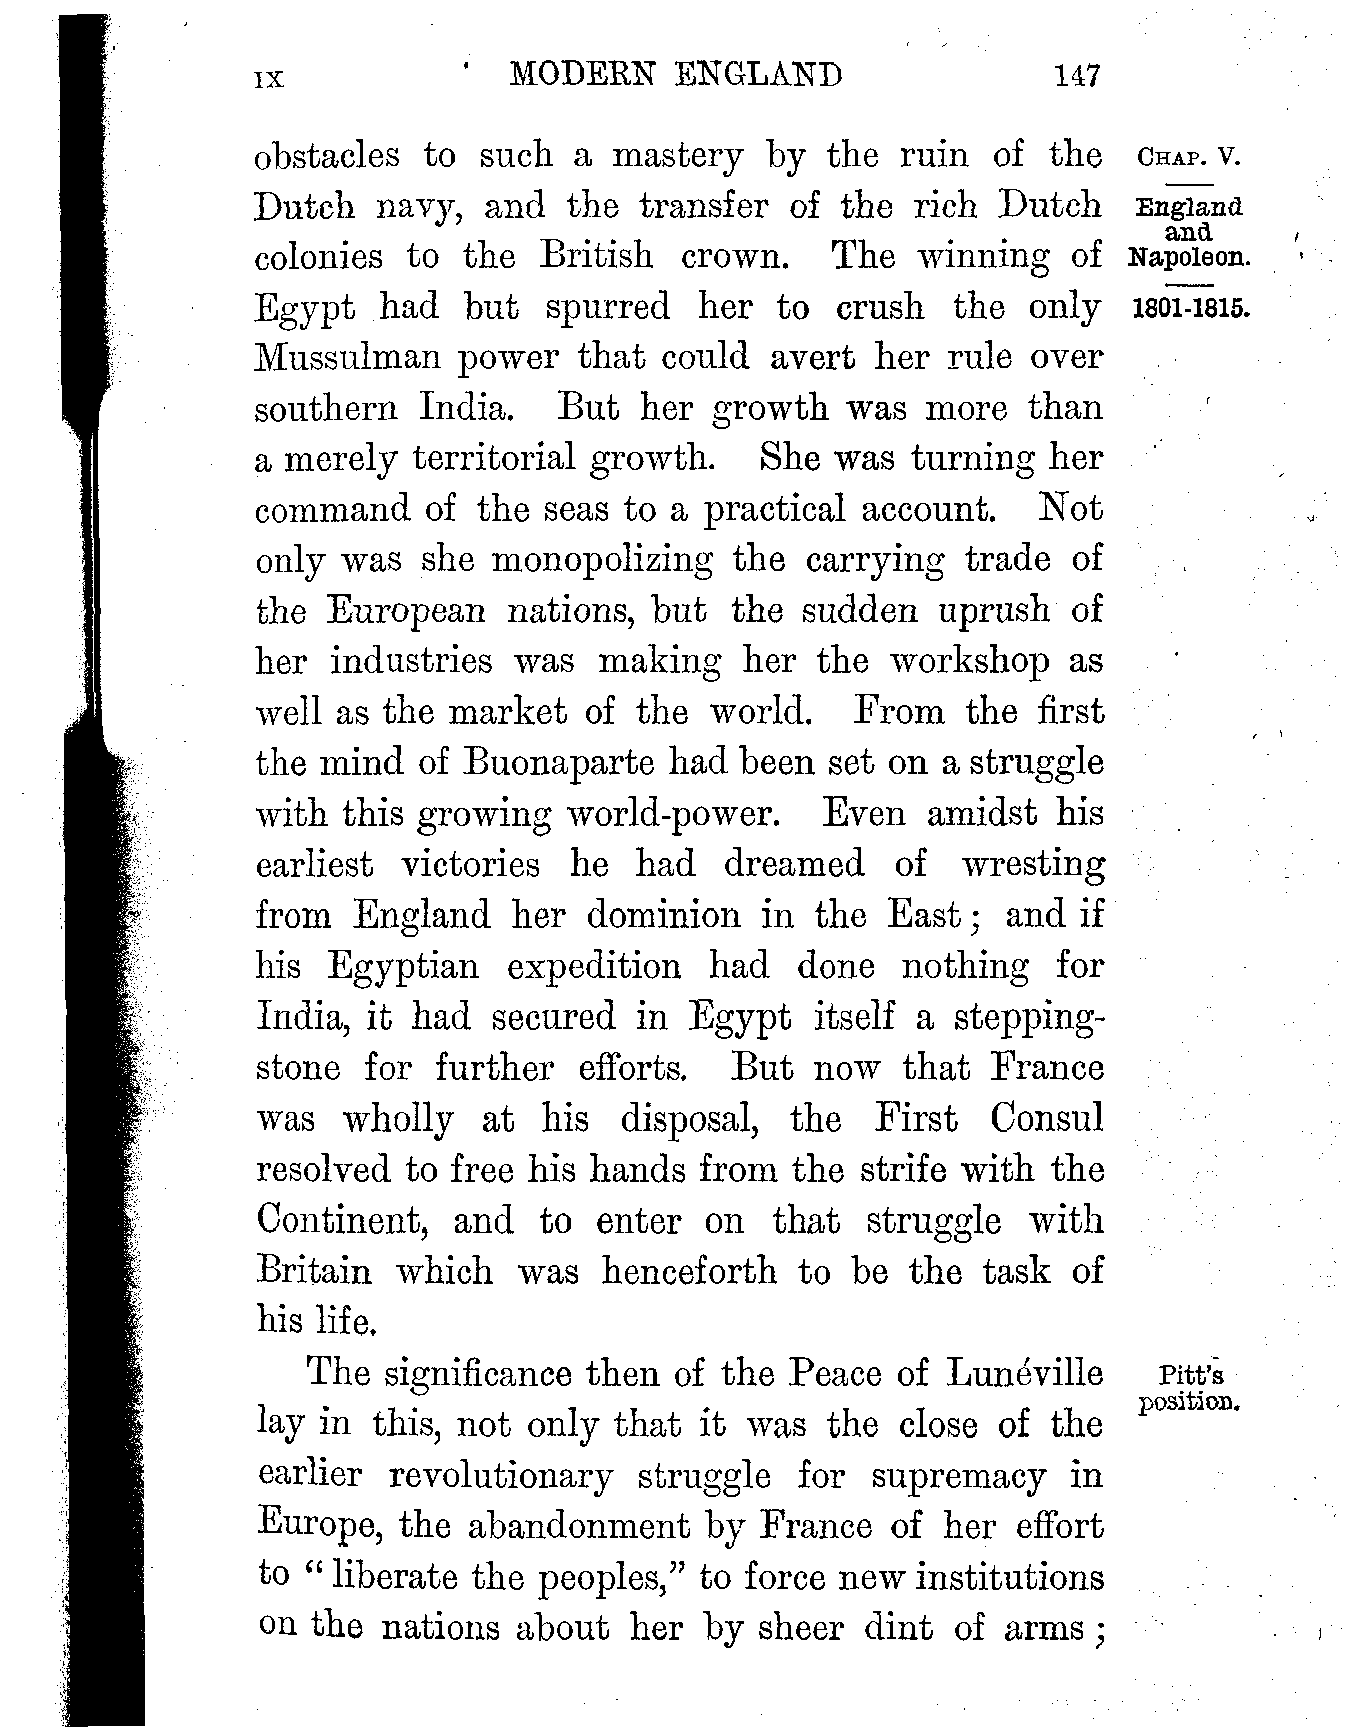 IX MODERN ENGLAND 147
obstacles to such a mastery by the ruin of the
Dutch navy, and the transfer of the rich Dutch
colonies to the British crown. The winning of
Egypt had but spurred her to crush the only
Mussulman power that could avert her rule over
southern India. But her growth was more than
a merely territorial growth. She was turning her
command of the seas to a practical account. Not
only was she monopolizing the carrying trade of
the European nations, but the sudden uprush of
her industries was making her the workshop as
well as the market of the world. From the first
the mind of Buonaparte had been set on a struggle
with this growing world-power. Even amidst his
earliest victories he had dreamed of wresting
from England her dominion in the East; and if
his Egyptian expedition had done nothing for
India, it had secured in Egypt itself a stepping-
stone for further efforts. But now that France
was wholly at his disposal, the First Consul
resolved to free his hands from the strife with the
Continent, and to enter on that struggle with
Britain which was henceforth to be the task of
his life.
The significance then of the Peace of Lunéville
lay in this, not only that it was the close of the
earlier revolutionary struggle for supremacy in
Europe, the abandonment by France of her effort
to "liberate the peoples," to force new institutions
on the nations about her by sheer dint of arms;
CHAP. V.
England
and
Napoleon.
1801-1815.
Pitt's
position.